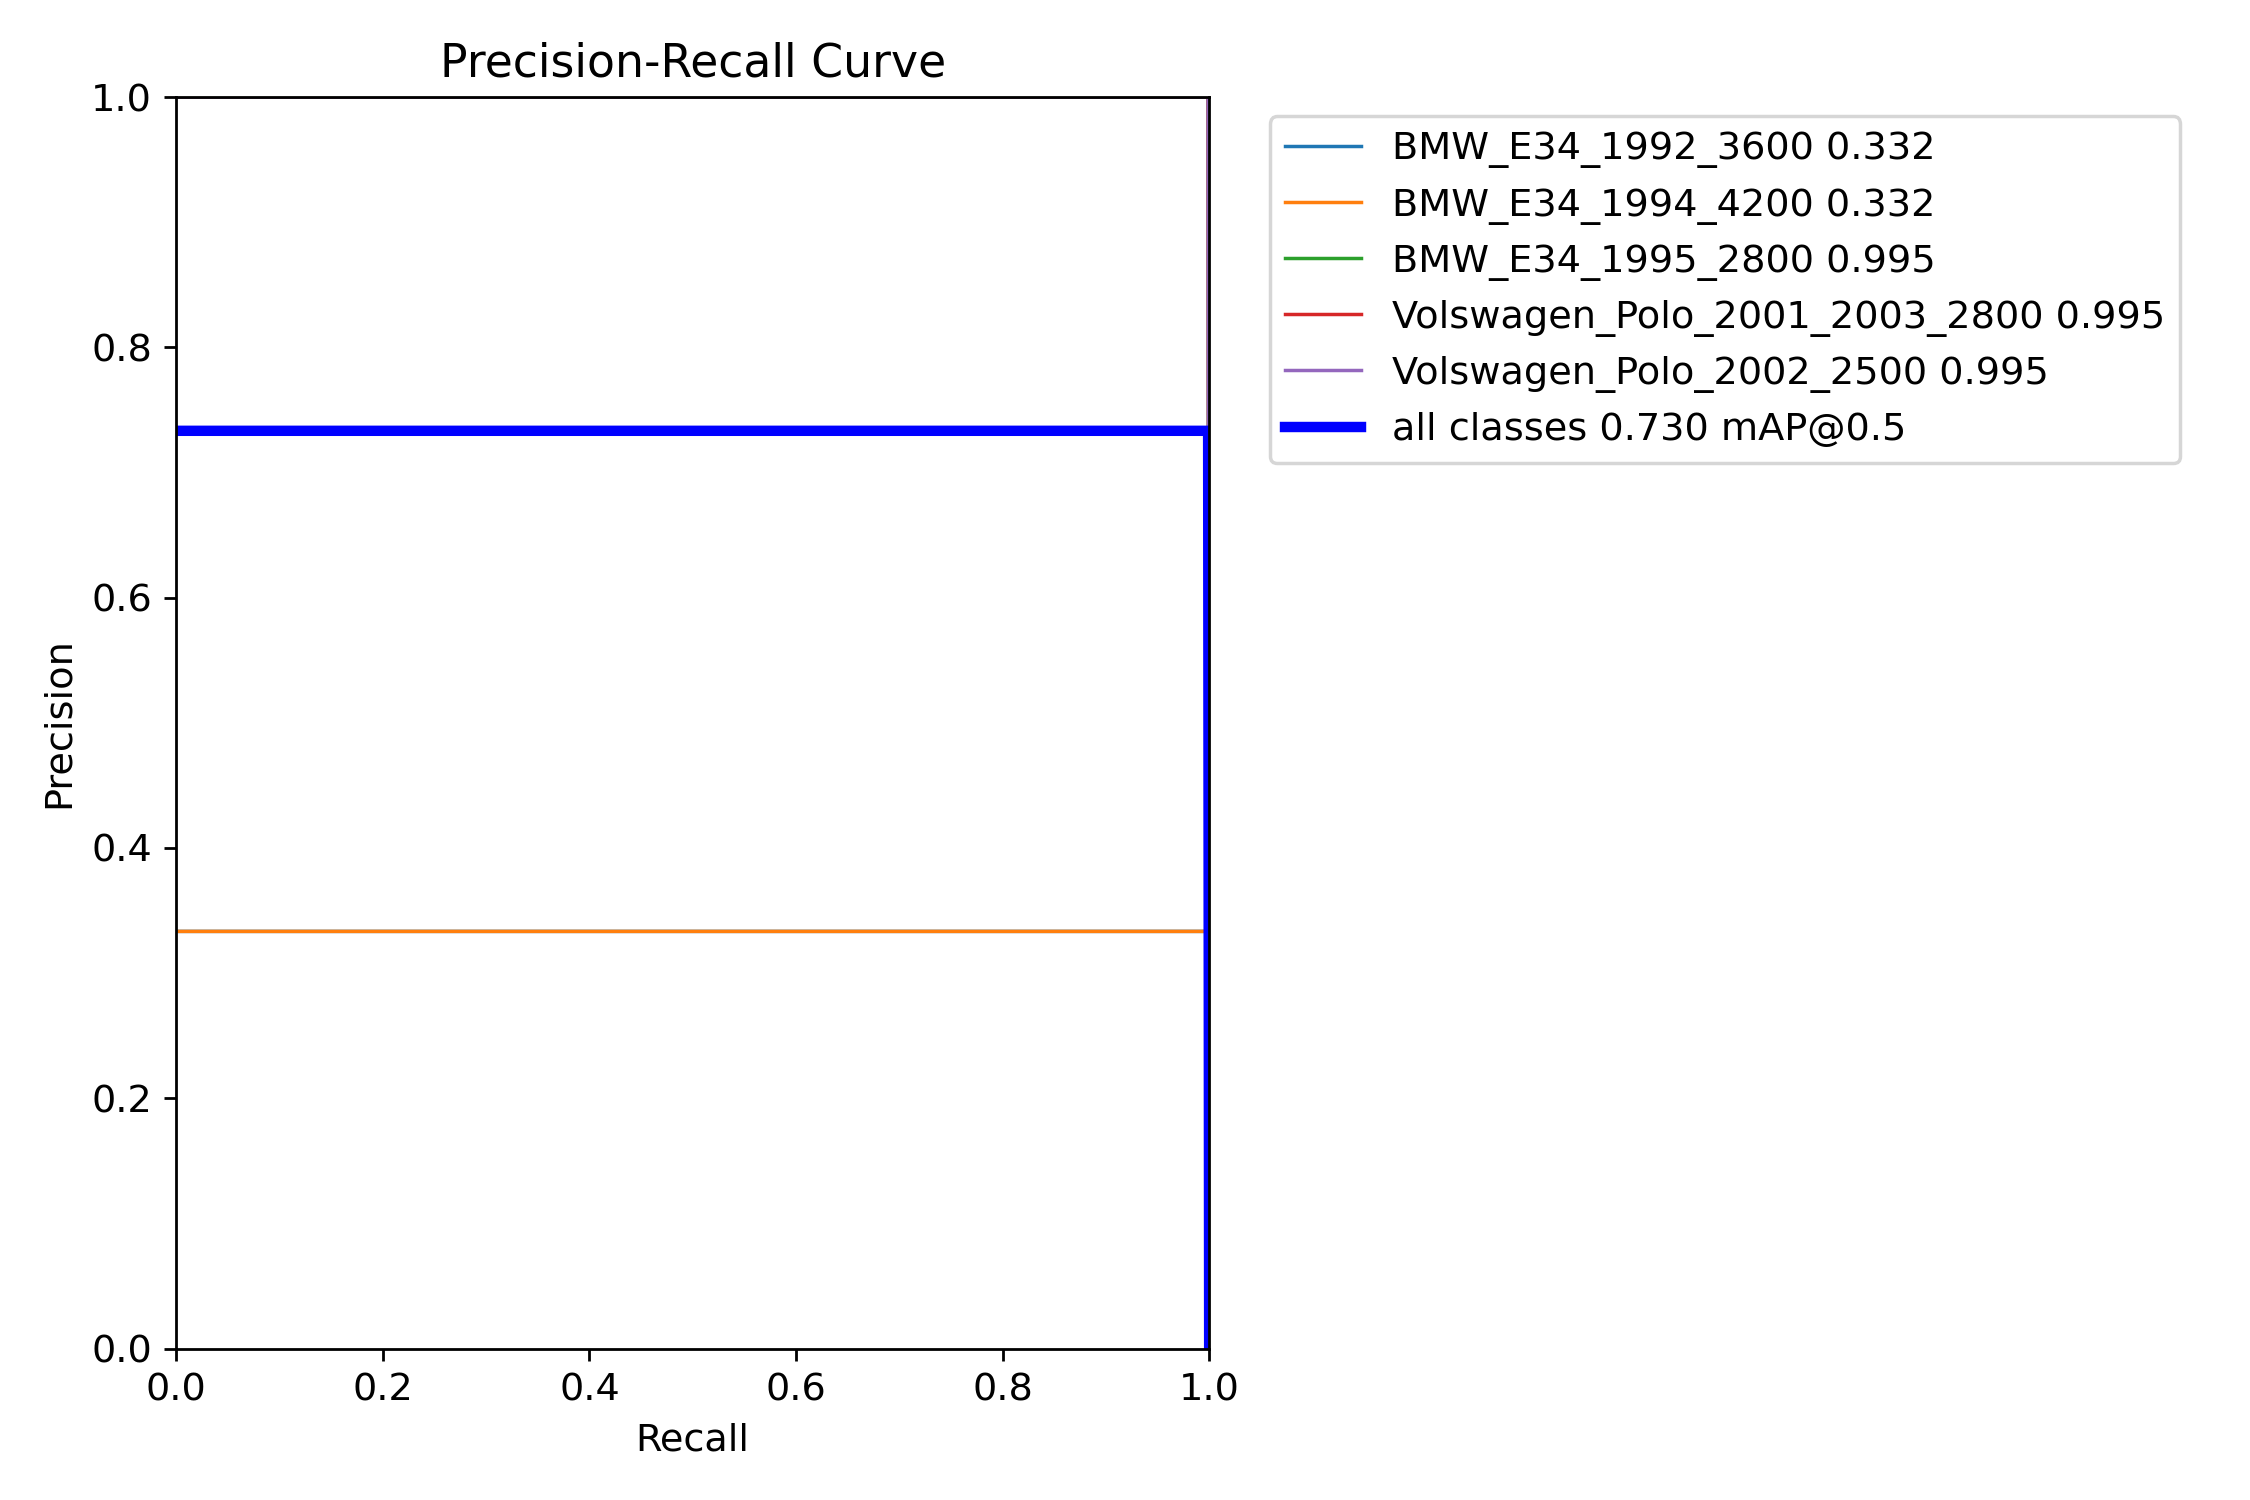 Precision-Recall Curve
1.0
0.8
0.6
0.4
0.2
0.0
Precision
0.0 0.2 0.4 0.6 0.8 1.0
Recall
BMW_E34_1992_3600 0.332
BMW_E34_1994_4200 0.332
BMW_E34_1995_2800 0.995
Volswagen_Polo_2001_2003_2800 0.995
Volswagen_Polo_2002_2500 0.995
all classes 0.730 mAP@0.5